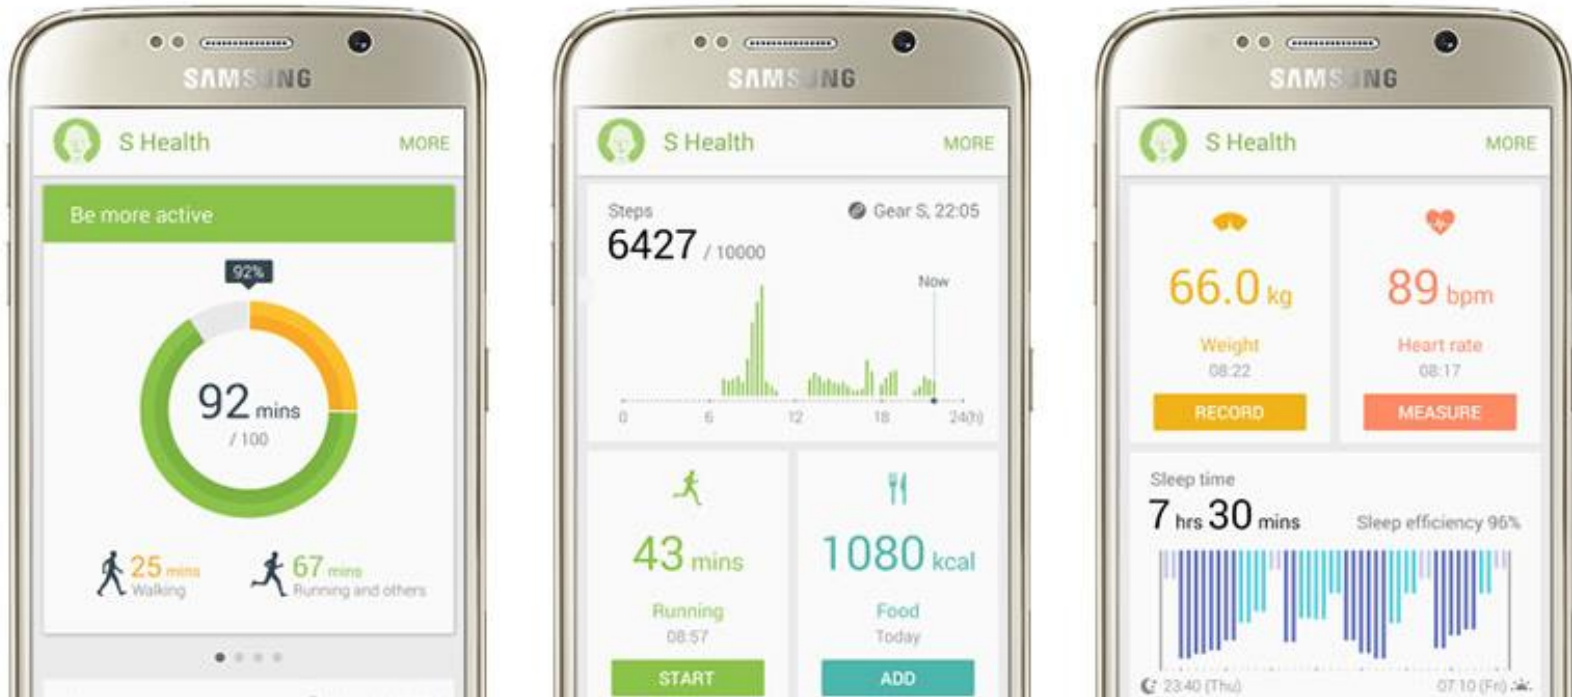 SAMSUNG
S Health
MORE
Be more active
92%
92 mins
/ 100
25 mins
Walking
67 mins
Running and others
SAMSUNG
S Health
MORE
Steps
Gear S, 22:05
6427 / 10000
Now
0 6 12 18 24(h)
43 mins
Running
08:57
START
1080 kcal
Food
Today
ADD
SAMSUNG
S Health
MORE
66.0 kg
Weight
08:22
RECORD
89 bpm
Heart rate
08:17
MEASURE
Sleep time
7 hrs 30 mins
Sleep efficiency 96%
23:40 (Thu)
07:10 (Fri)